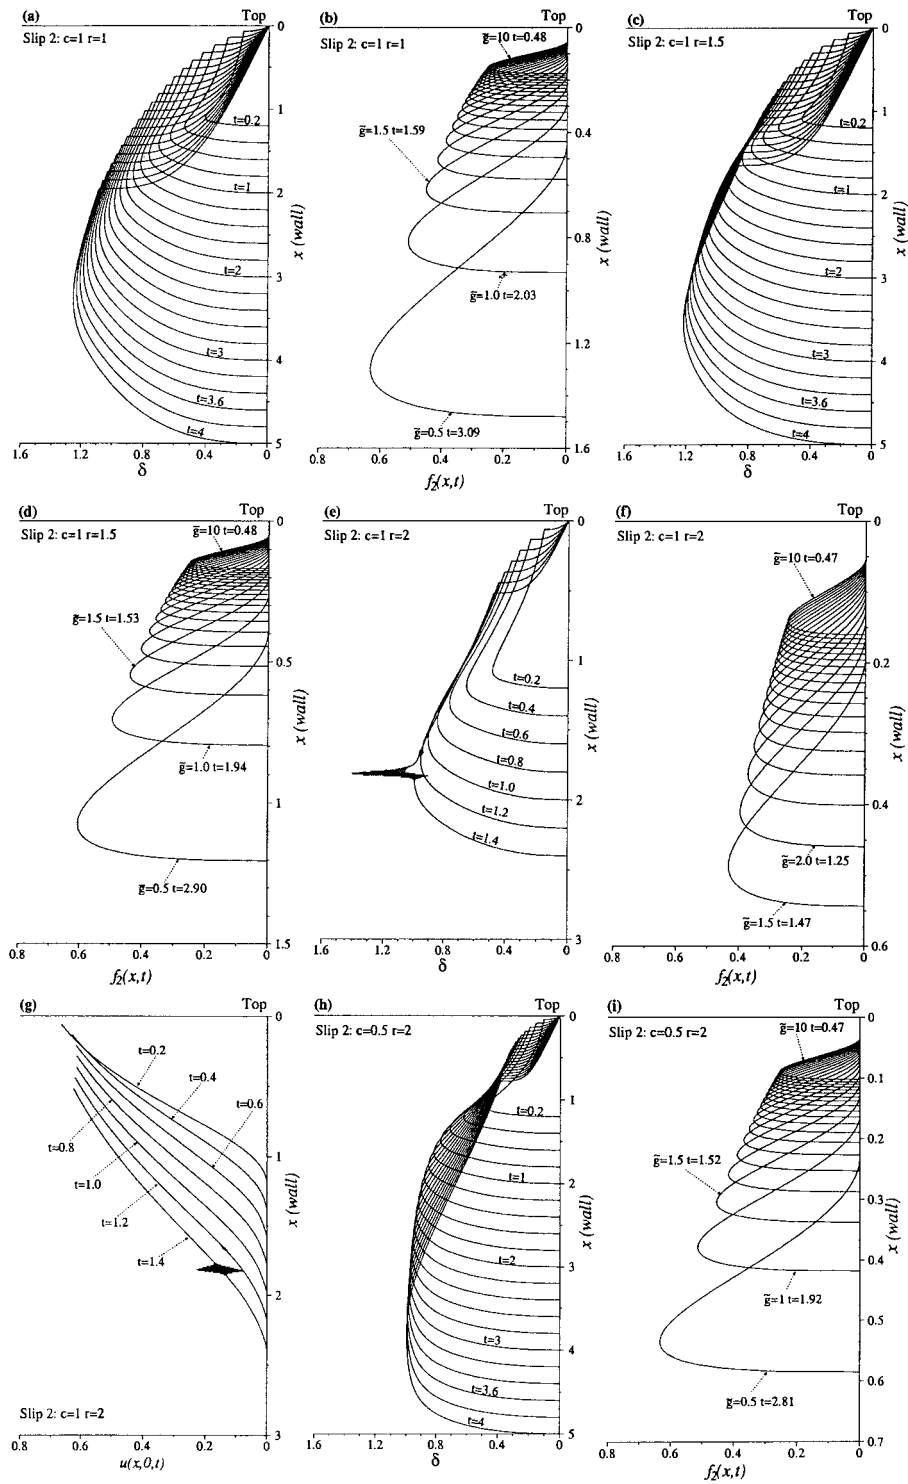 (a)
Top
Slip 2: c=1 r=1
t=0.2
t=1
t=2
t=3
t=3.6
t=4
0
1
2
3
4
5
x (wall)
1.6
1.2
0.8
0.4
0
δ
(b)
Top
Slip 2: c=1 r=1
g̃=10 t=0.48
g̃=1.5 t=1.59
g̃=1.0 t=2.03
g̃=0.5 t=3.09
0
0.4
0.8
1.2
1.6
x (wall)
0.8
0.6
0.4
0.2
0
f₂(x,t)
(c)
Top
Slip 2: c=1 r=1.5
t=0.2
t=1
t=2
t=3
t=3.6
t=4
0
1
2
3
4
5
x (wall)
1.6
1.2
0.8
0.4
0
δ
(d)
Top
Slip 2: c=1 r=1.5
g̃=10 t=0.48
g̃=1.5 t=1.53
g̃=1.0 t=1.94
g̃=0.5 t=2.90
0
0.5
1
1.5
x (wall)
0.8
0.6
0.4
0.2
0
f₂(x,t)
(e)
Top
Slip 2: c=1 r=2
t=0.2
t=0.4
t=0.6
t=0.8
t=1.0
t=1.2
t=1.4
0
1
2
3
x (wall)
1.6
1.2
0.8
0.4
0
δ
(f)
Top
Slip 2: c=1 r=2
g̃=10 t=0.47
g̃=2.0 t=1.25
g̃=1.5 t=1.47
0
0.2
0.4
0.6
x (wall)
0.8
0.6
0.4
0.2
0
f₂(x,t)
(g)
Top
t=0.2
t=0.4
t=0.6
t=0.8
t=1.0
t=1.2
t=1.4
Slip 2: c=1 r=2
0
1
2
3
x (wall)
0.8
0.6
0.4
0.2
0
u(x,0,t)
(h)
Top
Slip 2: c=0.5 r=2
t=0.2
t=1
t=2
t=3
t=3.6
t=4
0
1
2
3
4
5
x (wall)
1.6
1.2
0.8
0.4
0
δ
(i)
Top
Slip 2: c=0.5 r=2
g̃=10 t=0.47
g̃=1.5 t=1.52
g̃=1 t=1.92
g̃=0.5 t=2.81
0
0.1
0.2
0.3
0.4
0.5
0.6
0.7
x (wall)
0.8
0.6
0.4
0.2
0
f₂(x,t)